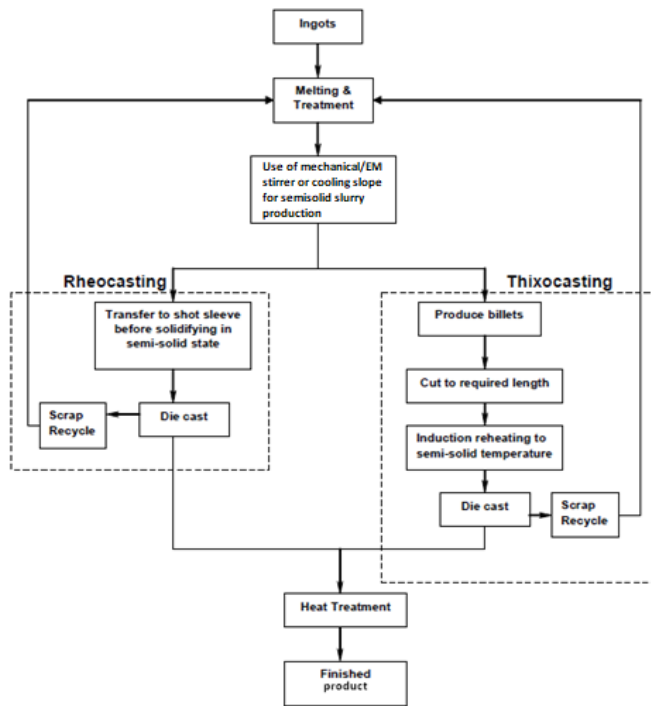 Ingots
Melting &
Treatment
Use of mechanical/EM
stirrer or cooling slope
for semisolid slurry
production
Rheocasting
Transfer to shot sleeve
before solidifying in
semi-solid state
Die cast
Scrap
Recycle
Thixocasting
Produce billets
Cut to required length
Induction reheating to
semi-solid temperature
Die cast
Scrap
Recycle
Heat Treatment
Finished
product